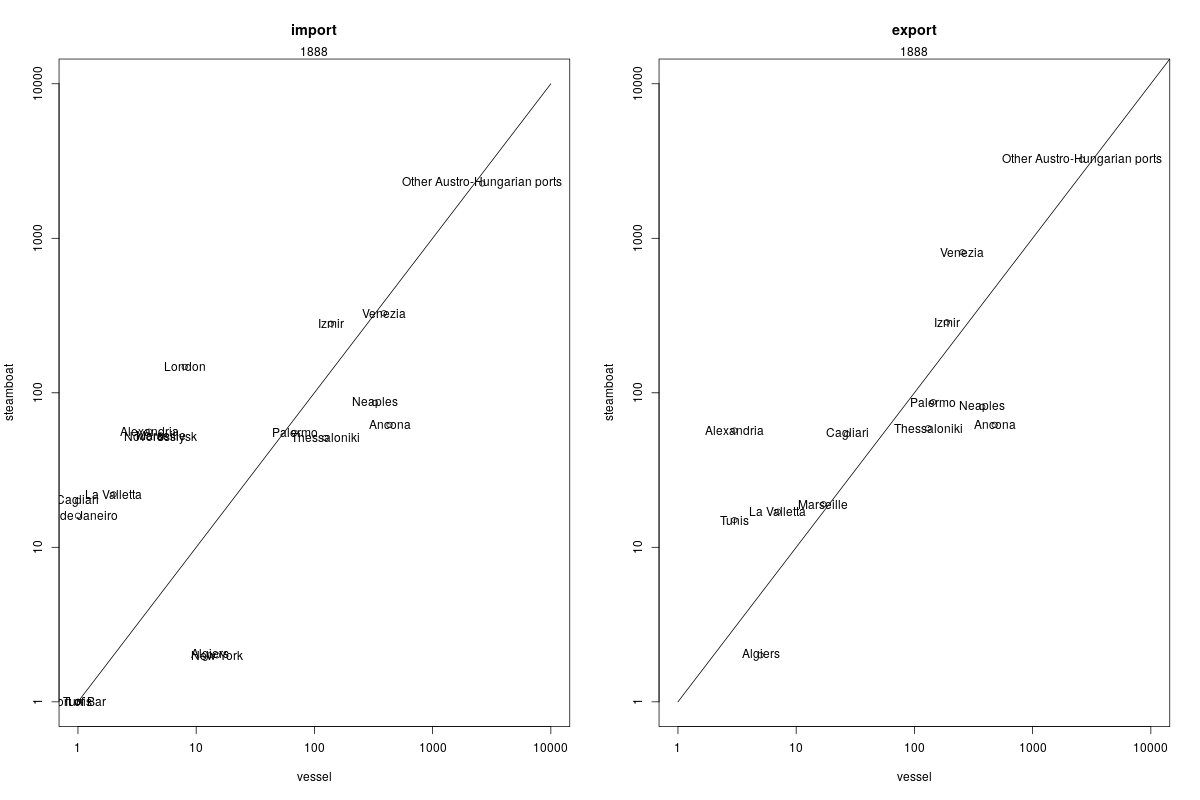 import
1888
10000
1000
100
10
1
steamboat
Other Austro-Hungarian ports
Venezia
Izmir
London
Neaples
Ancona
Palermo
Thessaloniki
Alexandria
La Valletta
Cagliari
de Janeiro
Algiers
New York
Tunis Bar
1 10 100 1000 10000
vessel
export
1888
10000
1000
100
10
1
steamboat
Other Austro-Hungarian ports
Venezia
Izmir
Palermo
Neaples
Ancona
Thessaloniki
Alexandria
Cagliari
Marseille
La Valletta
Tunis
Algiers
1 10 100 1000 10000
vessel